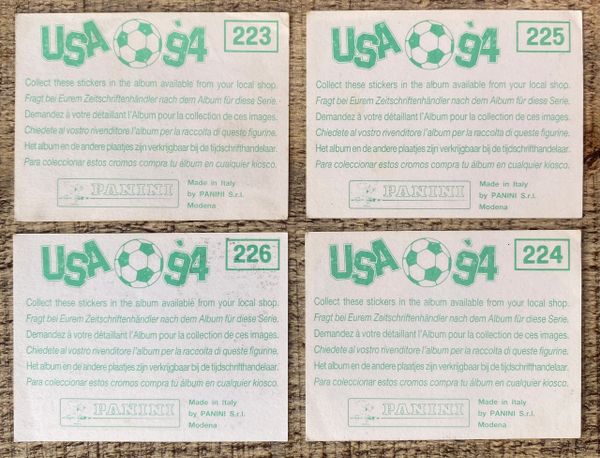 USA '94 223
Collect these stickers in the album available from your local shop.
Fragt bei Eurem Zeitschriftenhändler nach dem Album für diese Serie.
Demandez à votre détaillant l'Album pour la collection de ces images.
Chiedete al vostro rivenditore l'album per la raccolta di queste figurine.
Het album en de andere plaatjes zijn verkrijgbaar bij de tijdschrifthandelaar.
Para coleccionar estos cromos compra tu álbum en cualquier kiosco.
PANINI
Made in Italy
by PANINI S.r.l.
Modena
USA '94 225
Collect these stickers in the album available from your local shop.
Fragt bei Eurem Zeitschriftenhändler nach dem Album für diese Serie.
Demandez à votre détaillant l'Album pour la collection de ces images.
Chiedete al vostro rivenditore l'album per la raccolta di queste figurine.
Het album en de andere plaatjes zijn verkrijgbaar bij de tijdschrifthandelaar.
Para coleccionar estos cromos compra tu álbum en cualquier kiosco.
PANINI
Made in Italy
by PANINI S.r.l.
Modena
USA '94 226
Collect these stickers in the album available from your local shop.
Fragt bei Eurem Zeitschriftenhändler nach dem Album für diese Serie.
Demandez à votre détaillant l'Album pour la collection de ces images.
Chiedete al vostro rivenditore l'album per la raccolta di queste figurine.
Het album en de andere plaatjes zijn verkrijgbaar bij de tijdschrifthandelaar.
Para coleccionar estos cromos compra tu álbum en cualquier kiosco.
PANINI
Made in Italy
by PANINI S.r.l.
Modena
USA '94 224
Collect these stickers in the album available from your local shop.
Fragt bei Eurem Zeitschriftenhändler nach dem Album für diese Serie.
Demandez à votre détaillant l'Album pour la collection de ces images.
Chiedete al vostro rivenditore l'album per la raccolta di queste figurine.
Het album en de andere plaatjes zijn verkrijgbaar bij de tijdschrifthandelaar.
Para coleccionar estos cromos compra tu álbum en cualquier kiosco.
PANINI
Made in Italy
by PANINI S.r.l.
Modena